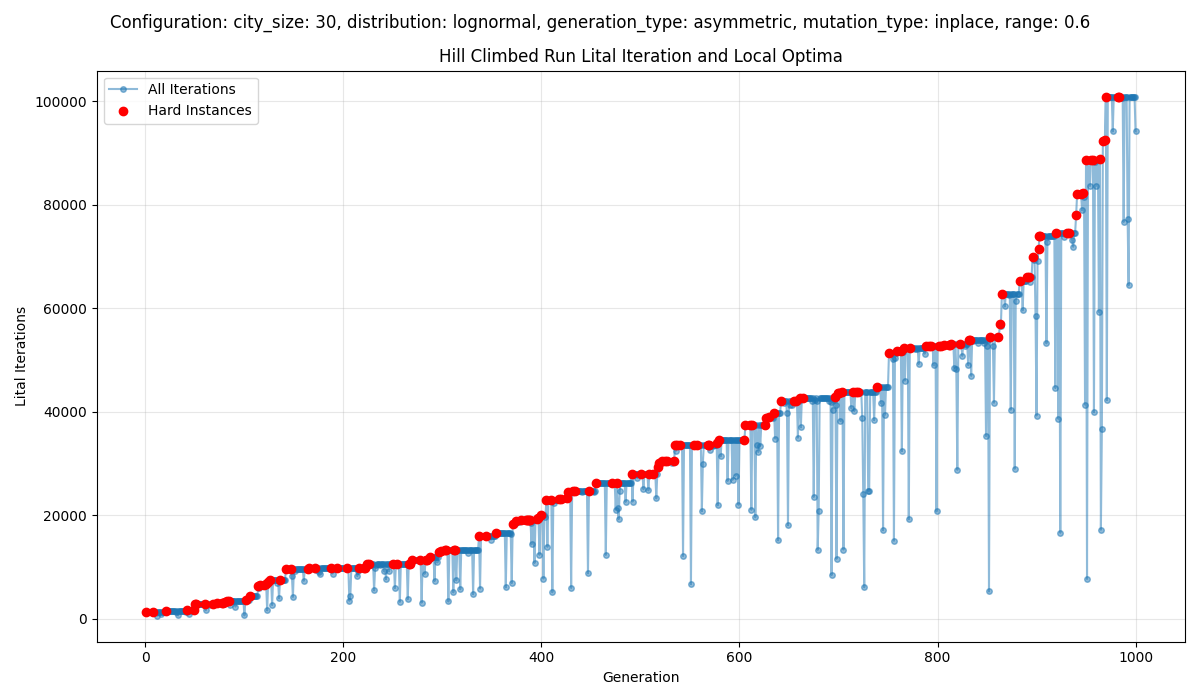 Configuration: city_size: 30, distribution: lognormal, generation_type: asymmetric, mutation_type: inplace, range: 0.6
Hill Climbed Run Lital Iteration and Local Optima
All Iterations
Hard Instances
100000
80000
60000
40000
20000
0
Lital Iterations
0 200 400 600 800 1000
Generation